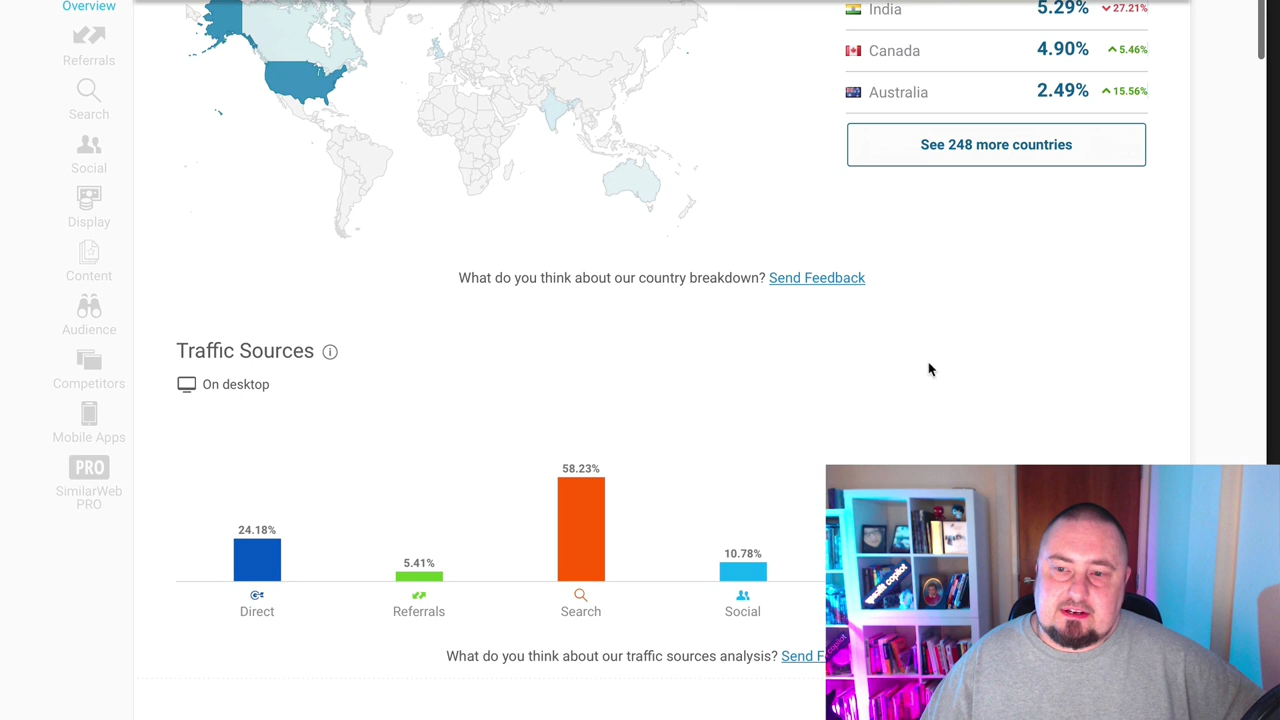 Overview
Referrals
Search
Social
Display
Content
Audience
Competitors
Mobile Apps
PRO
SimilarWeb
PRO
India 5.29% 27.21%
Canada 4.90% 5.46%
Australia 2.49% 15.56%
See 248 more countries
What do you think about our country breakdown? Send Feedback
Traffic Sources
On desktop
24.18%
5.41%
58.23%
10.78%
Direct
Referrals
Search
Social
What do you think about our traffic sources analysis? Send F
copilot